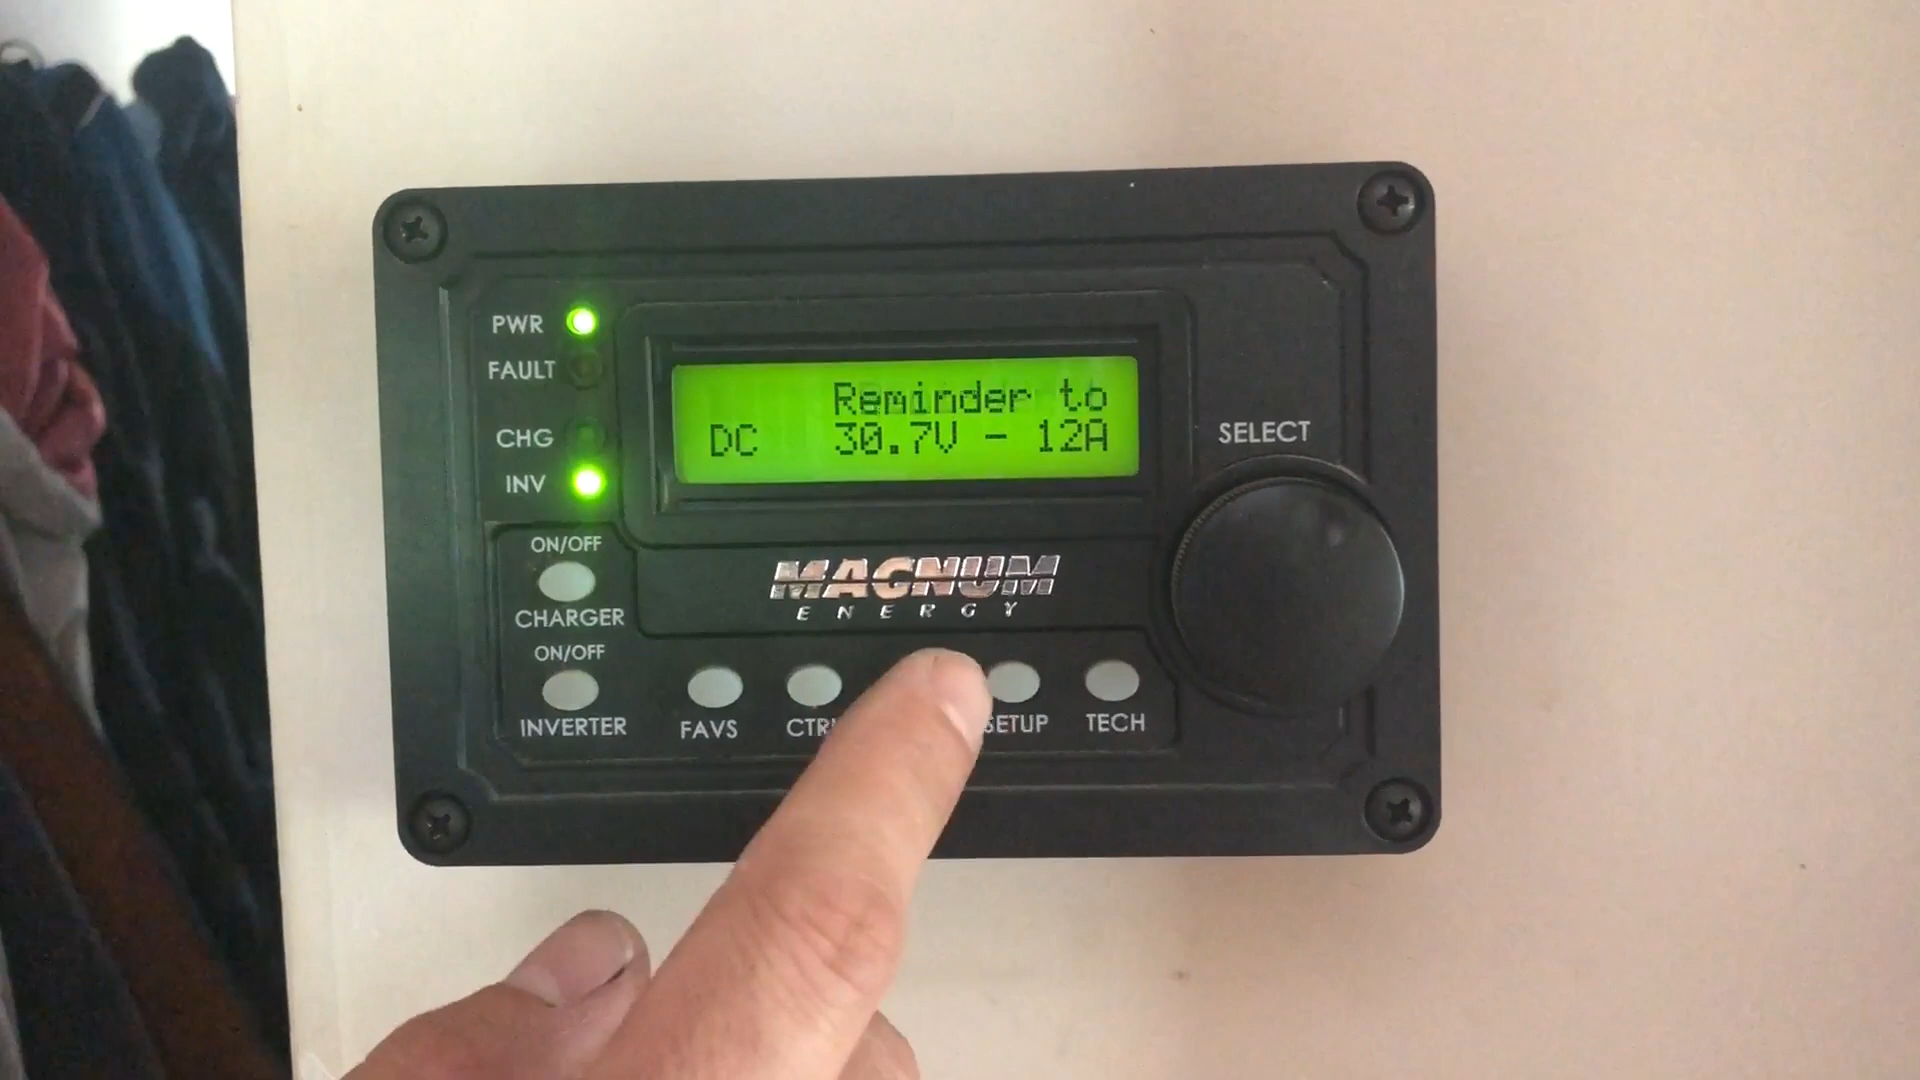 PWR
FAULT
CHG
INV
Reminder to
DC 30.7V - 12A
SELECT
ON/OFF
CHARGER
ON/OFF
INVERTER
MAGNUM
ENERGY
FAVS
SETUP
TECH